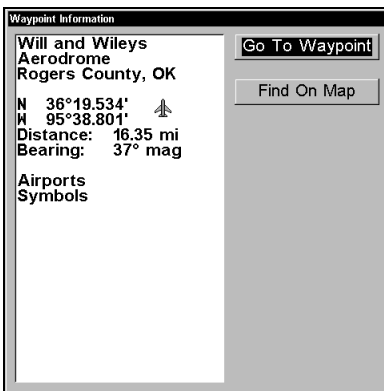 Waypoint Information
Will and Wileys
Aerodrome
Rogers County, OK
N 36°19.534'
W 95°38.801'
Distance: 16.35 mi
Bearing: 37° mag
Airports
Symbols
Go To Waypoint
Find On Map